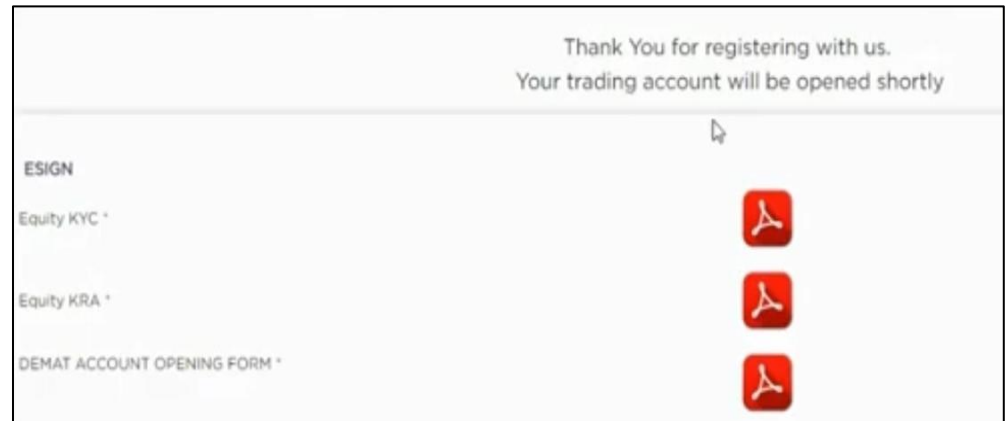 Thank You for registering with us.
Your trading account will be opened shortly
ESIGN
Equity KYC *
Equity KRA *
DEMAT ACCOUNT OPENING FORM *